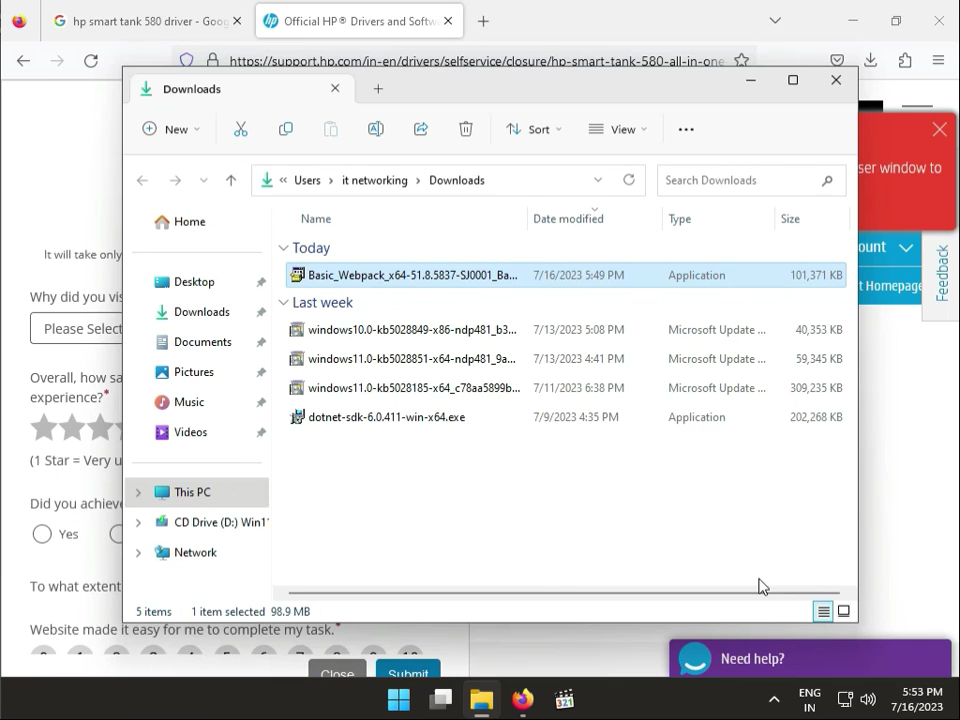 hp smart tank 580 driver - Goo
Official HP® Drivers and Softwa
https://support.hp.com/in-en/drivers/selfservice/closure/hp-smart-tank-580-all-in-one
Downloads
New
Sort
View
« Users > it networking > Downloads
Search Downloads
ser window to
Home
Name
Date modified
Type
Size
Today
ount
It will take only
Feedback
Desktop
Basic_Webpack_x64-51.8.5837-SJ0001_Ba...
7/16/2023 5:49 PM
Application
101,371 KB
t Homepage
Why did you vis
Downloads
Last week
Please Select
Documents
windows10.0-kb5028849-x86-ndp481_b3...
7/13/2023 5:08 PM
Microsoft Update ...
40,353 KB
Pictures
windows11.0-kb5028851-x64-ndp481_9a...
7/13/2023 4:41 PM
Microsoft Update ...
59,345 KB
Overall, how sa
experience?*
Music
windows11.0-kb5028185-x64_c78aa5899b...
7/11/2023 6:38 PM
Microsoft Update ...
309,235 KB
Videos
dotnet-sdk-6.0.411-win-x64.exe
7/9/2023 4:35 PM
Application
202,268 KB
(1 Star = Very u
This PC
Did you achieve
CD Drive (D:) Win1
Yes
Network
To what extent
5 items
1 item selected 98.9 MB
Website made it easy for me to complete my task.*
Need help?
Close
Submit
ENG
IN
5:53 PM
7/16/2023